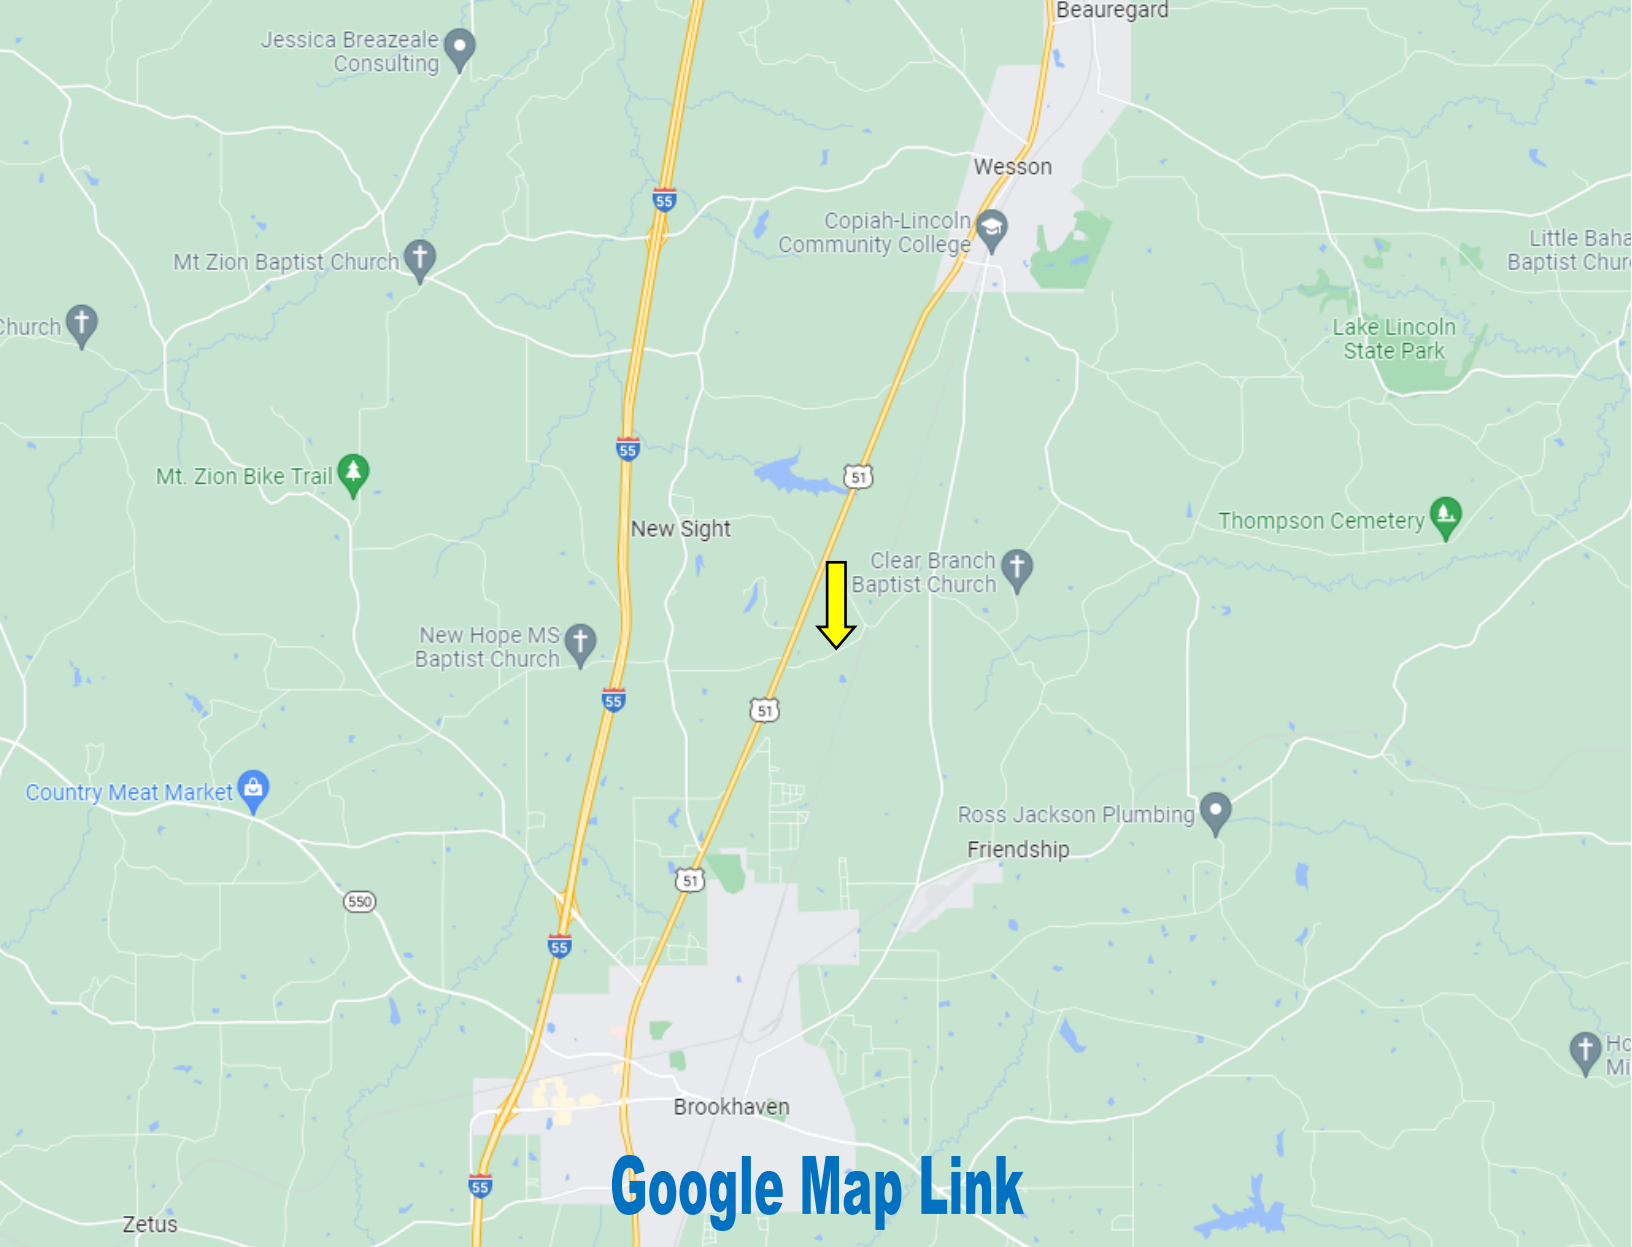 Beauregard
Jessica Breazeale
Consulting
Wesson
55
Copiah-Lincoln
Community College
Mt Zion Baptist Church
Little Baha
Baptist Chur
Church
Lake Lincoln
State Park
55
51
Mt. Zion Bike Trail
New Sight
Thompson Cemetery
Clear Branch
Baptist Church
New Hope MS
Baptist Church
55
51
Country Meat Market
Ross Jackson Plumbing
Friendship
51
550
55
Ho
Mi
Brookhaven
55
Google Map Link
Zetus